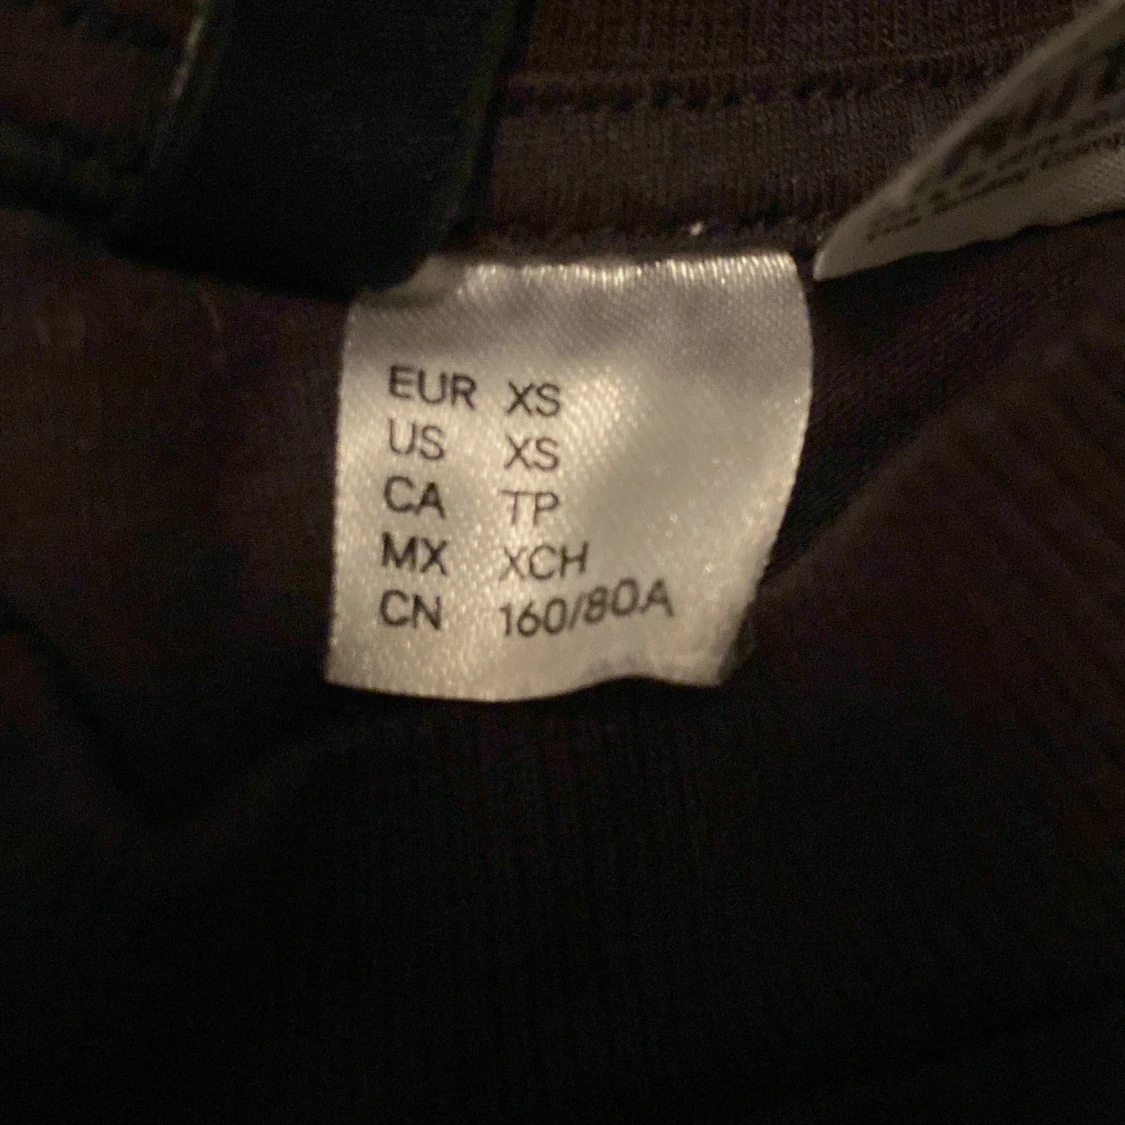 EUR XS
US XS
CA TP
MX XCH
CN 160/80A